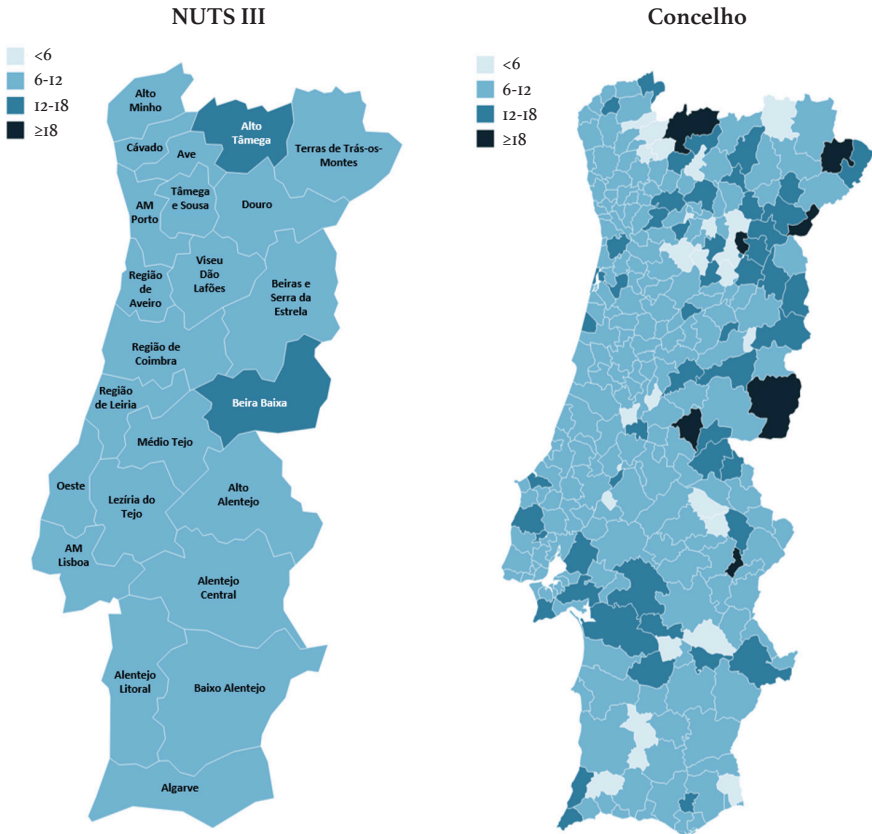 NUTS III
<6
6-12
12-18
≥18
Alto
Minho
Alto
Tâmega
Cávado
Ave
Terras de Trás-os-
Montes
Tâmega
e Sousa
AM
Porto
Douro
Viseu
Dão
Lafões
Região
de
Aveiro
Beiras e
Serra da
Estrela
Região de
Coimbra
Região
de Leiria
Beira Baixa
Médio Tejo
Oeste
Lezíria do
Tejo
Alto
Alentejo
AM
Lisboa
Alentejo
Central
Alentejo
Litoral
Baixo Alentejo
Algarve
Concelho
<6
6-12
12-18
≥18